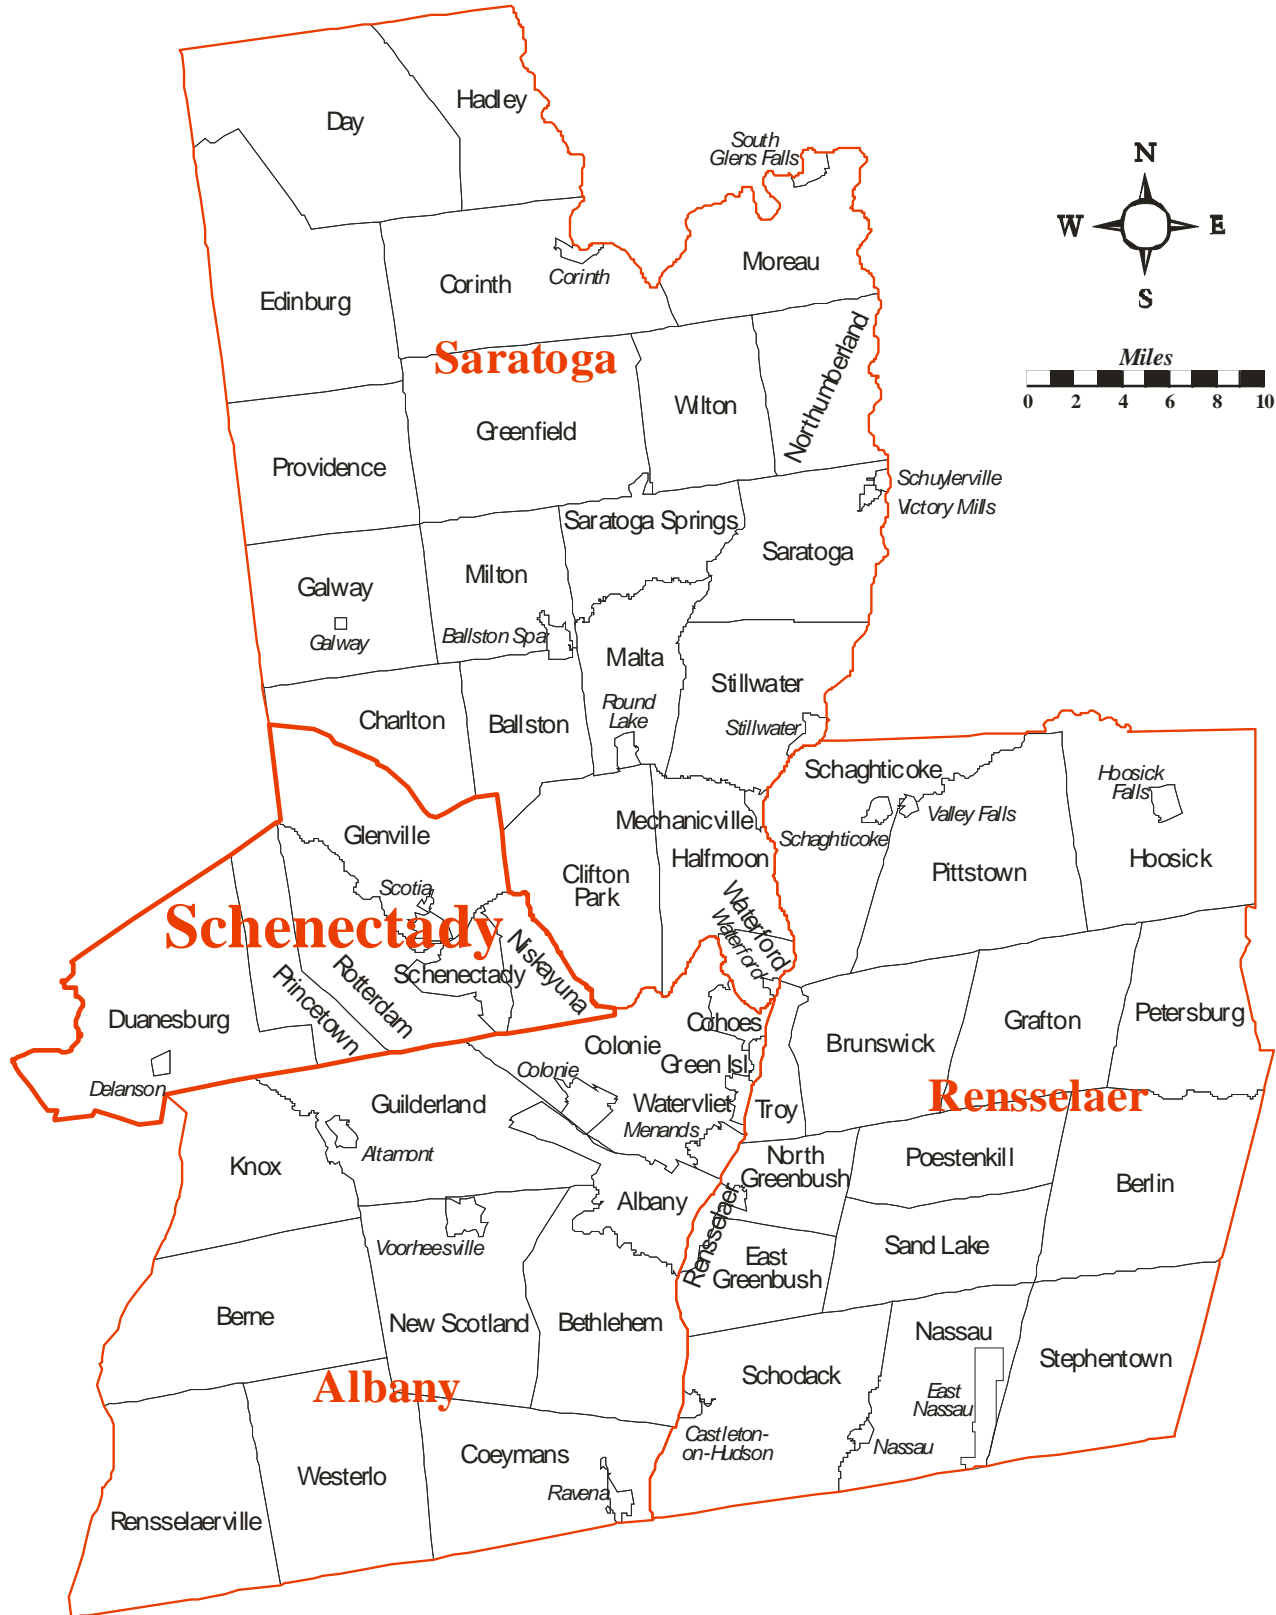 Hadley
Day
South
Glens Falls
N
W
E
S
Moreau
Corinth
Corinth
Edinburg
Saratoga
Northumberland
Miles
0 2 4 6 8 10
Wilton
Greenfield
Providence
Schuylerville
Victory Mills
Saratoga Springs
Saratoga
Milton
Galway
Galway
Ballston Spa
Malta
Stillwater
Round
Lake
Stillwater
Charlton
Ballston
Schaghticoke
Hoosick
Falls
Valley Falls
Schaghticoke
Mechanicville
Halfmoon
Glenville
Hoosick
Pittstown
Clifton
Park
Scotia
Schenectady
Waterford
Waterford
Niskayuna
Schenectady
Rotterdam
Princetown
Duanesburg
Delanson
Cohoes
Colonie
Green Isl.
Colonie
Watervliet
Menands
Troy
Brunswick
Grafton
Petersburg
Rensselaer
Guilderland
Altamont
Knox
North
Greenbush
Poestenkill
Berlin
Albany
Rensselaer
Voorheesville
East
Greenbush
Sand Lake
Berne
New Scotland
Bethlehem
Albany
Schodack
Nassau
Stephentown
East
Nassau
Castleton-
on-Hudson
Nassau
Coeymans
Ravena
Westerlo
Rensselaerville